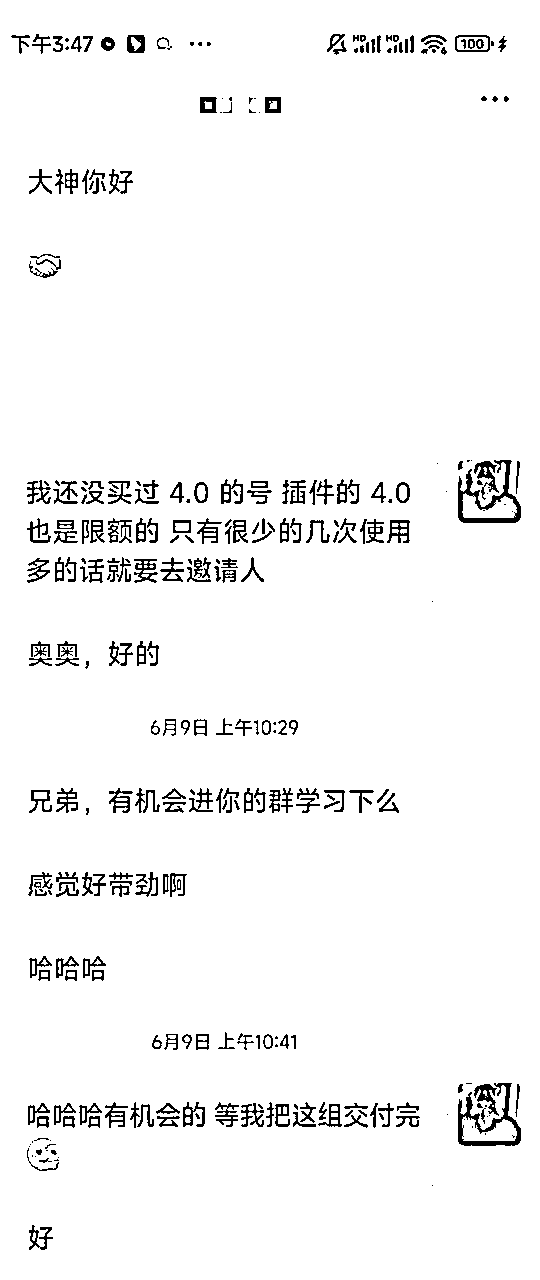 下午3:47
HD HD 100
大神你好
我还没买过 4.0 的号 插件的 4.0
也是限额的 只有很少的几次使用
多的话就要去邀请人
奥奥，好的
6月9日 上午10:29
兄弟，有机会进你的群学习下么
感觉好带劲啊
哈哈哈
6月9日 上午10:41
哈哈哈有机会的 等我把这组交付完
好